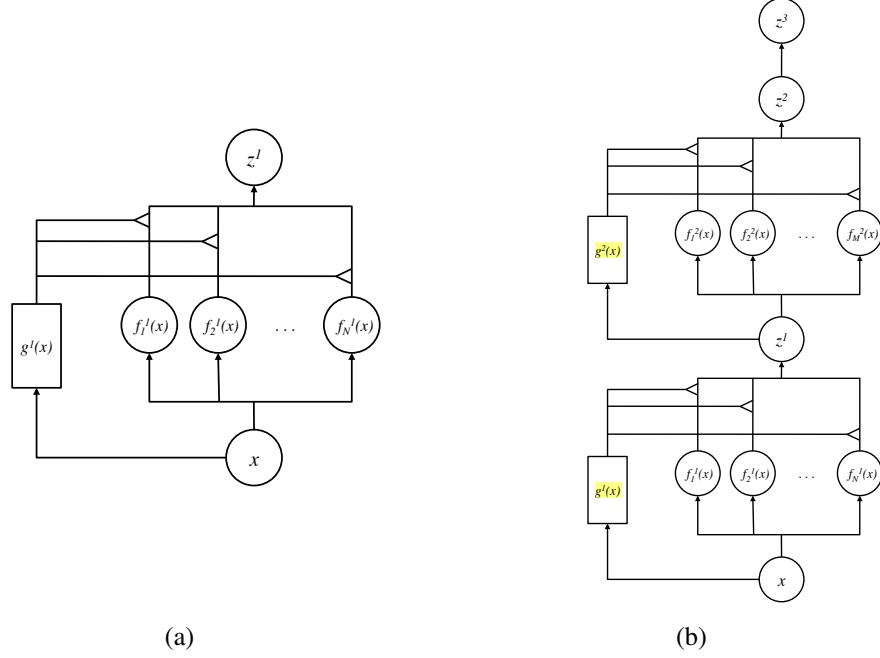 z¹
g¹(x)
f₁¹(x) f₂¹(x) . . . f_N¹(x)
x
(a)
z³
z²
g²(x)
f₁²(x) f₂²(x) . . . f_M²(x)
z¹
g¹(x)
f₁¹(x) f₂¹(x) . . . f_N¹(x)
x
(b)